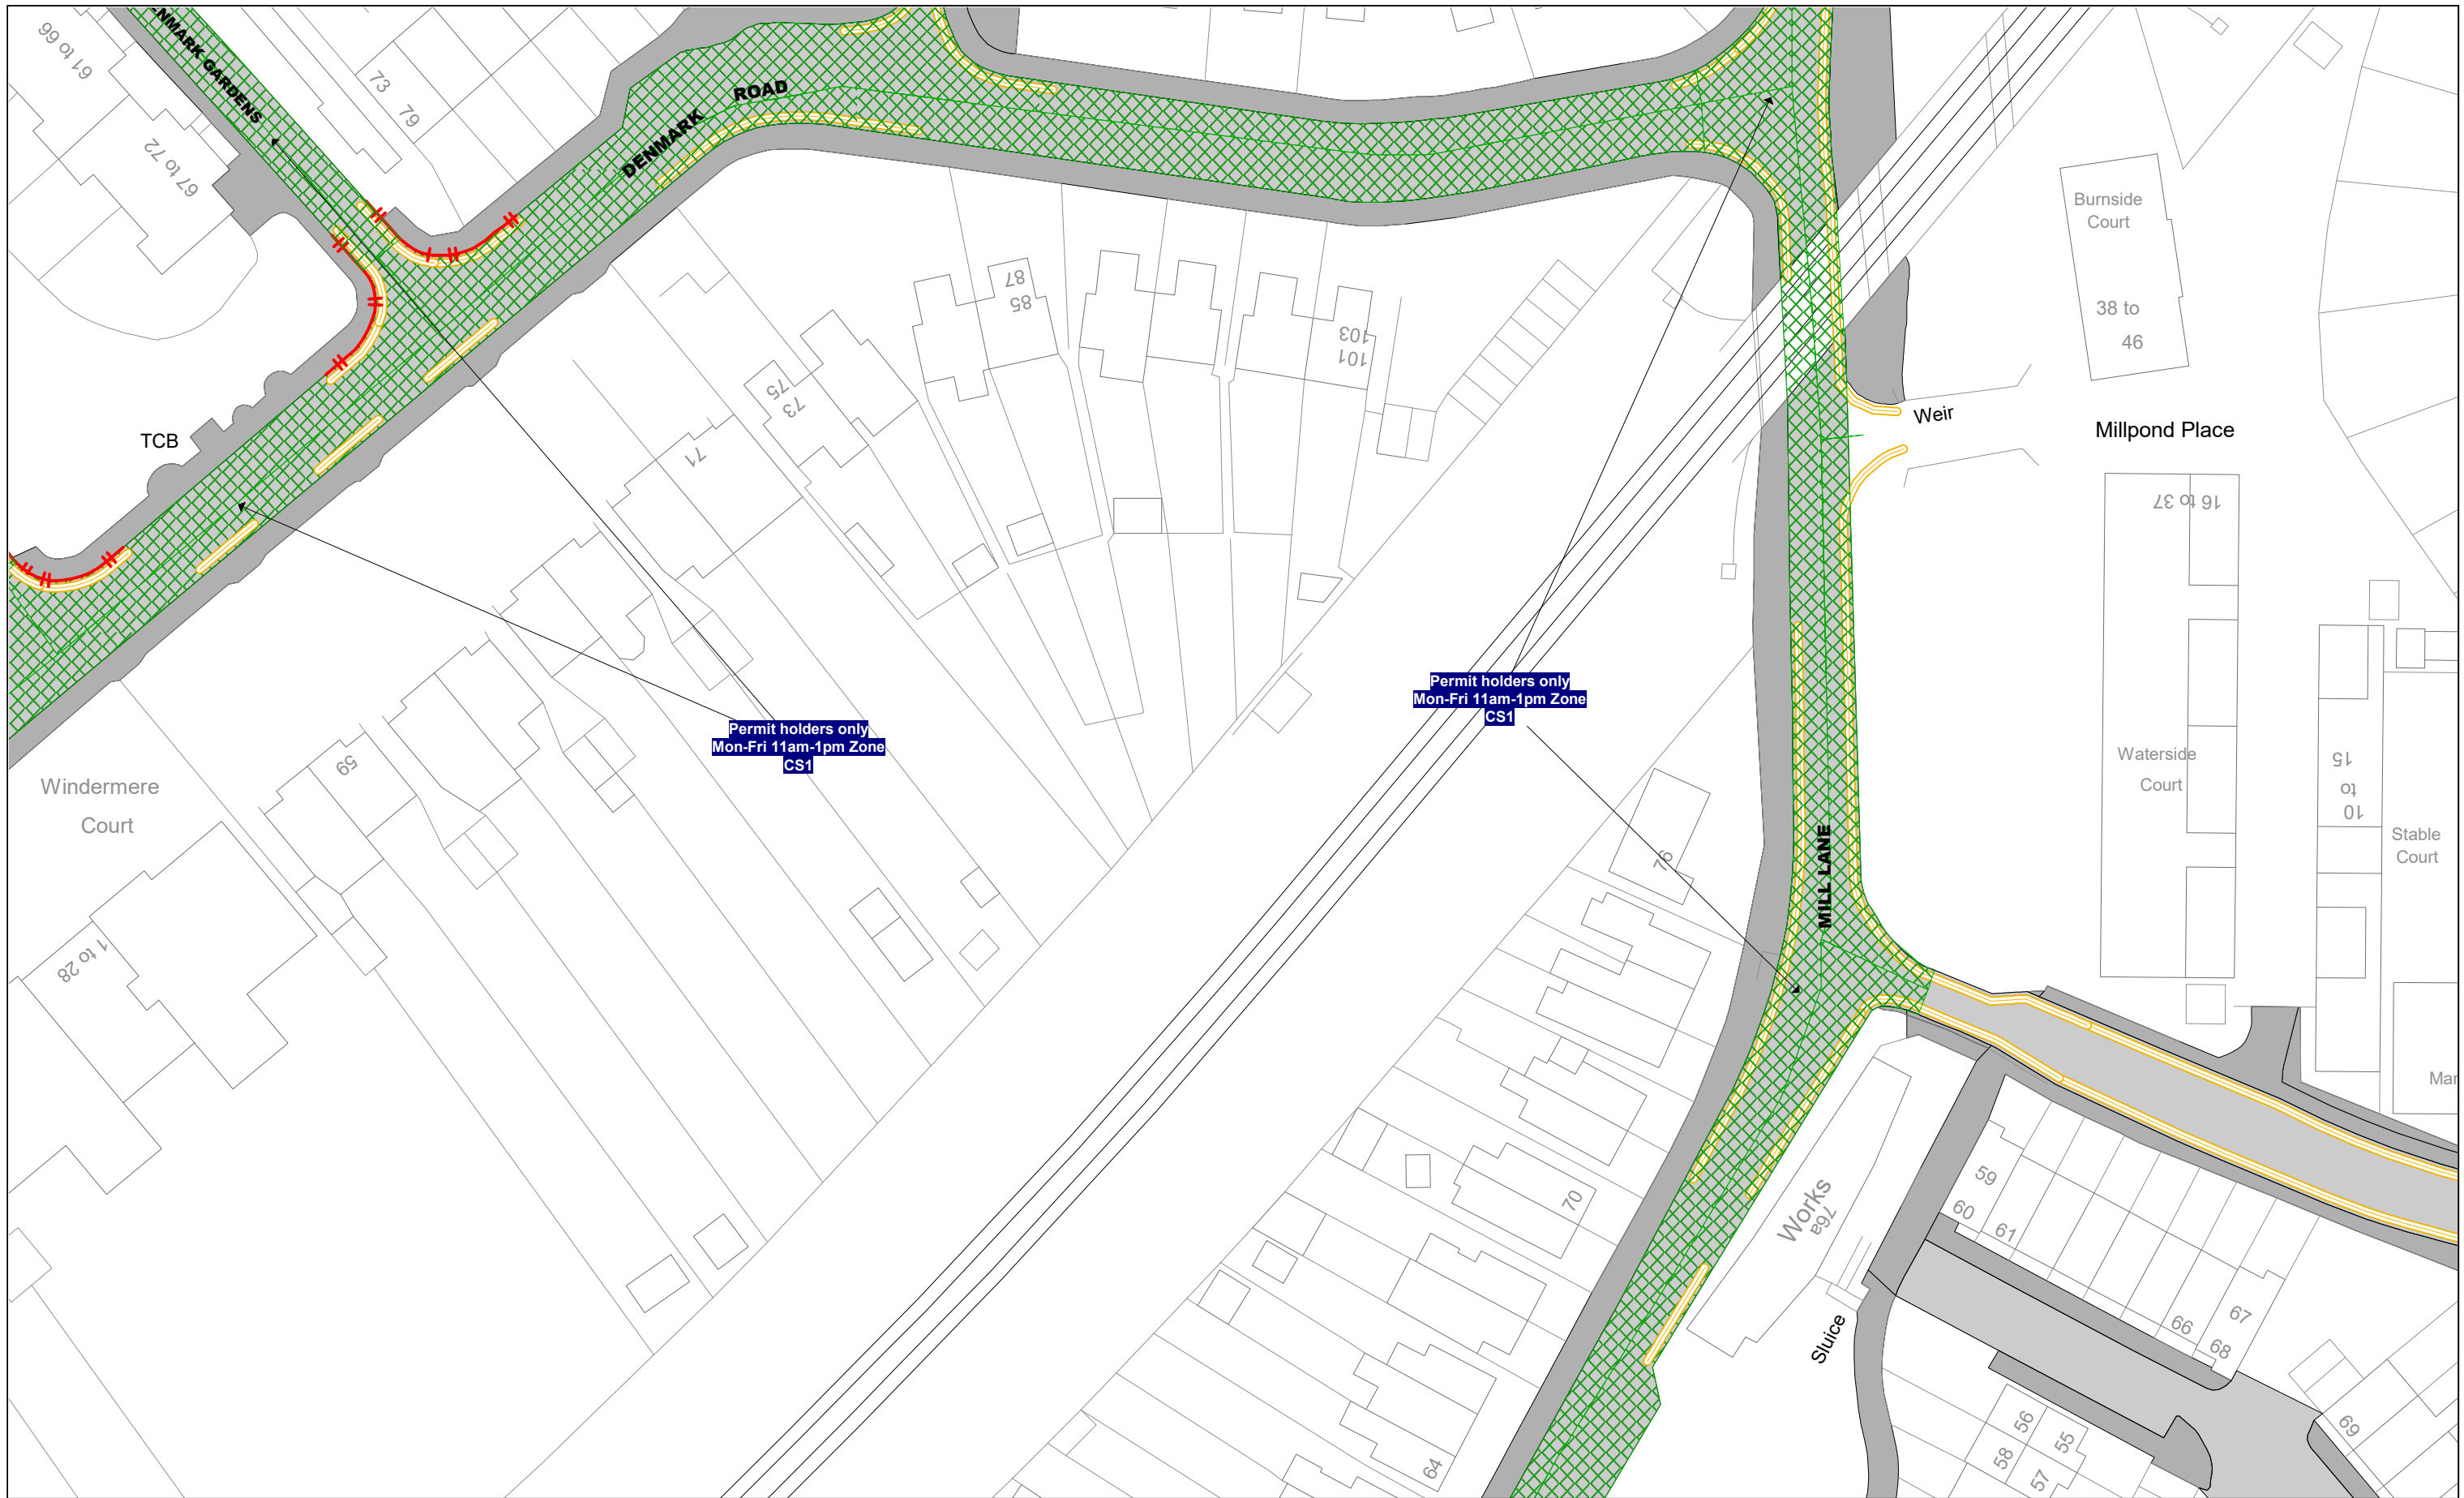 61 to 66
73
79
ROAD
DENMARK
67 to 72
GARDENS
Burnside
Court
38 to
46
87
85
103
101
Weir
Millpond Place
TCB
75
73
71
16 to 37
Permit holders only
Mon-Fri 11am-1pm Zone
CS1
Permit holders only
Mon-Fri 11am-1pm Zone
CS1
59
Windermere
Court
Waterside
Court
10
to
15
Stable
Court
MILL LANE
76
1 to 28
70
Works
76a
59
60
61
66
67
68
Sluice
64
56
55
58
57
69